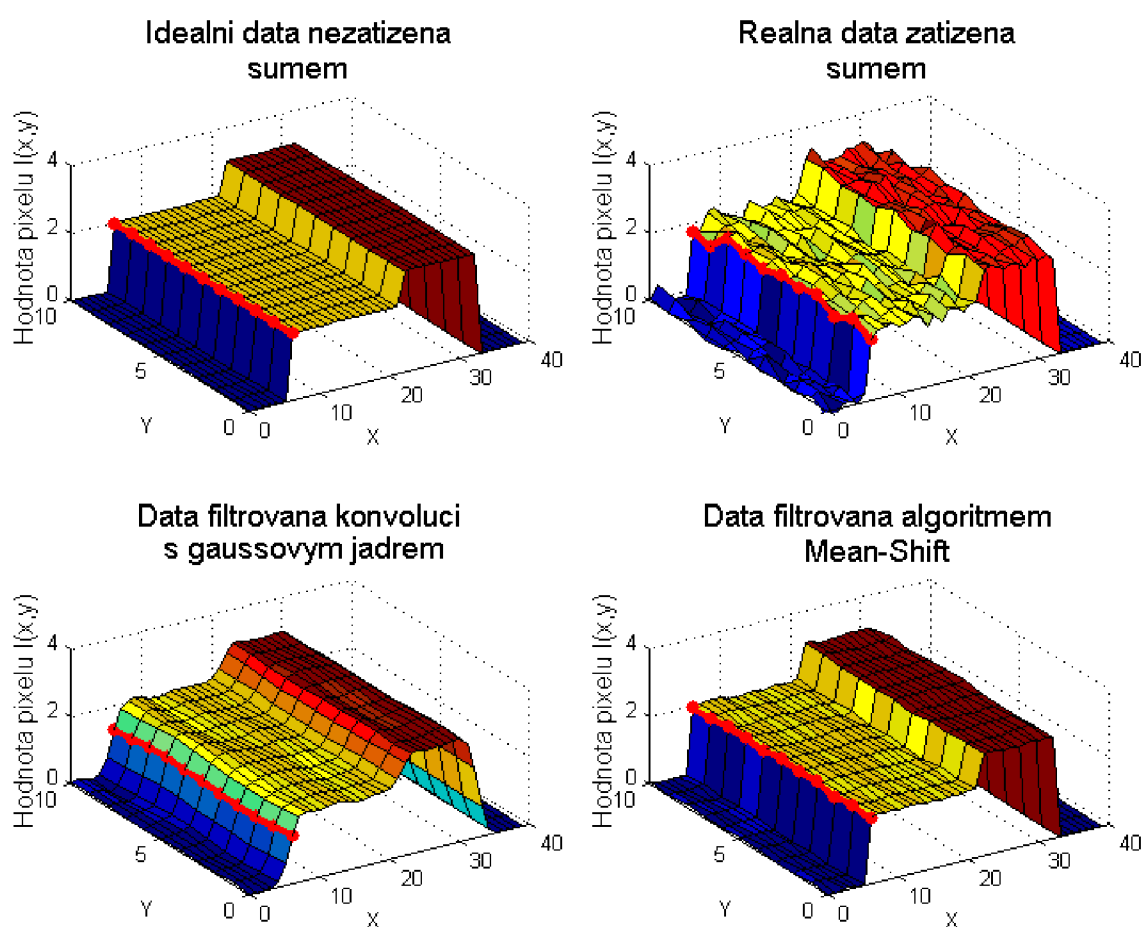 Idealni data nezatizena
sumem
Hodnota pixelu I(x,y)
4
2
0
10
5
0
Y
0
10
20
30
40
X
Realna data zatizena
sumem
Hodnota pixelu I(x,y)
4
2
0
10
5
0
Y
0
10
20
30
40
X
Data filtrovana konvoluci
s gaussovym jadrem
Hodnota pixelu I(x,y)
4
2
0
10
5
0
Y
0
10
20
30
40
X
Data filtrovana algoritmem
Mean-Shift
Hodnota pixelu I(x,y)
4
2
0
10
5
0
Y
0
10
20
30
40
X